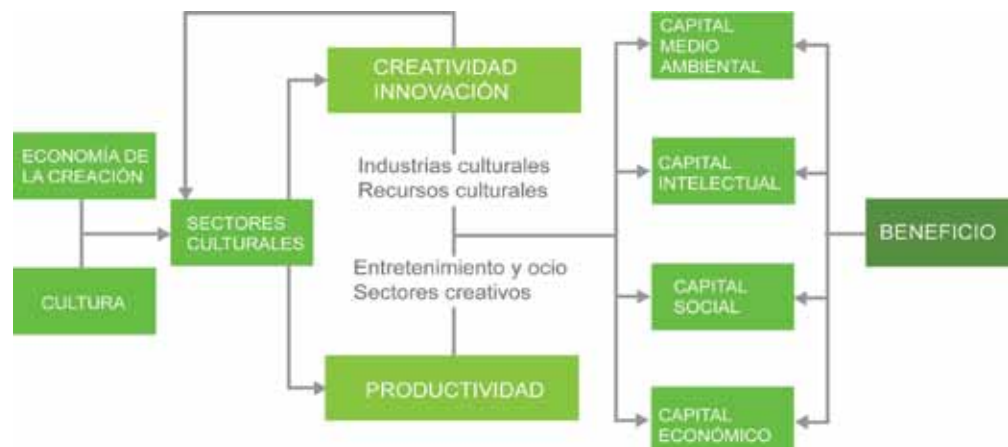 ECONOMÍA DE
LA CREACIÓN
CULTURA
SECTORES
CULTURALES
CREATIVIDAD
INNOVACIÓN
Industrias culturales
Recursos culturales
Entretenimiento y ocio
Sectores creativos
PRODUCTIVIDAD
CAPITAL
MEDIO
AMBIENTAL
CAPITAL
INTELECTUAL
CAPITAL
SOCIAL
CAPITAL
ECONÓMICO
BENEFICIO